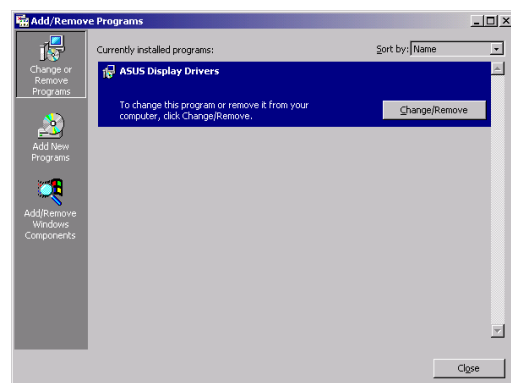 Add/Remove Programs
Change or
Remove
Programs
Add New
Programs
Add/Remove
Windows
Components
Currently installed programs:
Sort by: Name
ASUS Display Drivers
To change this program or remove it from your
computer, click Change/Remove.
Change/Remove
Close